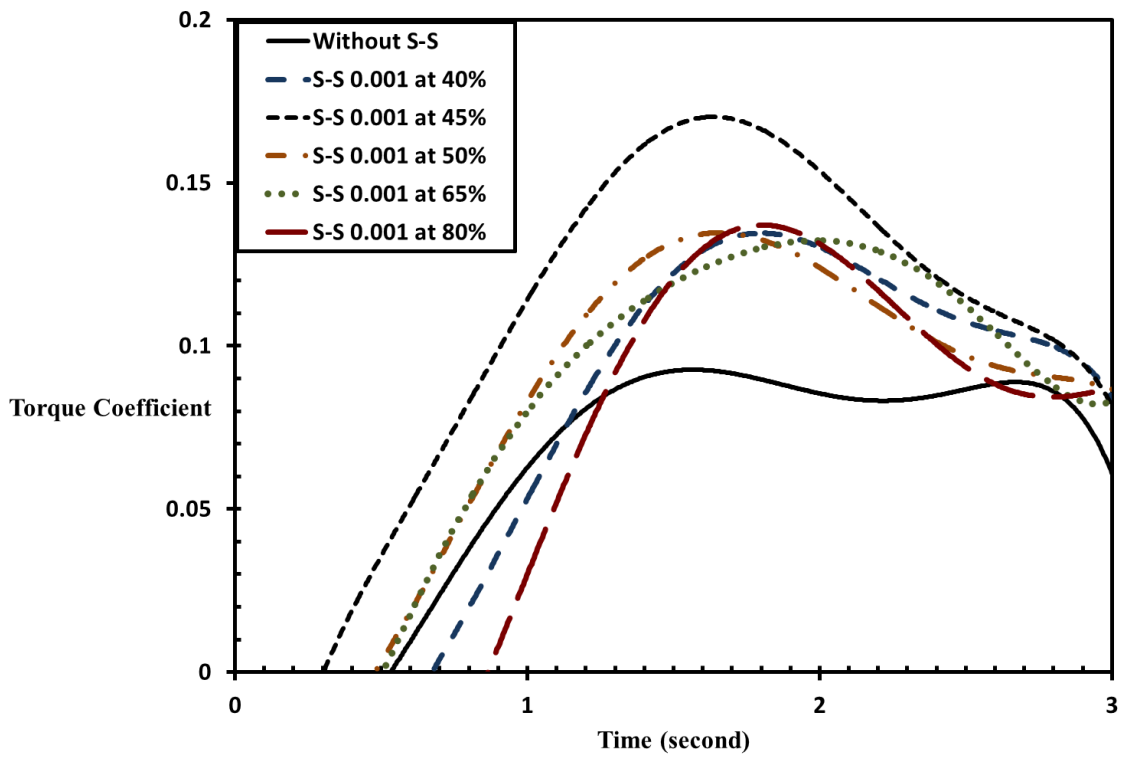 0.2
Without S-S
S-S 0.001 at 40%
S-S 0.001 at 45%
S-S 0.001 at 50%
S-S 0.001 at 65%
S-S 0.001 at 80%
0.15
0.1
Torque Coefficient
0.05
0
0 1 2 3
Time (second)